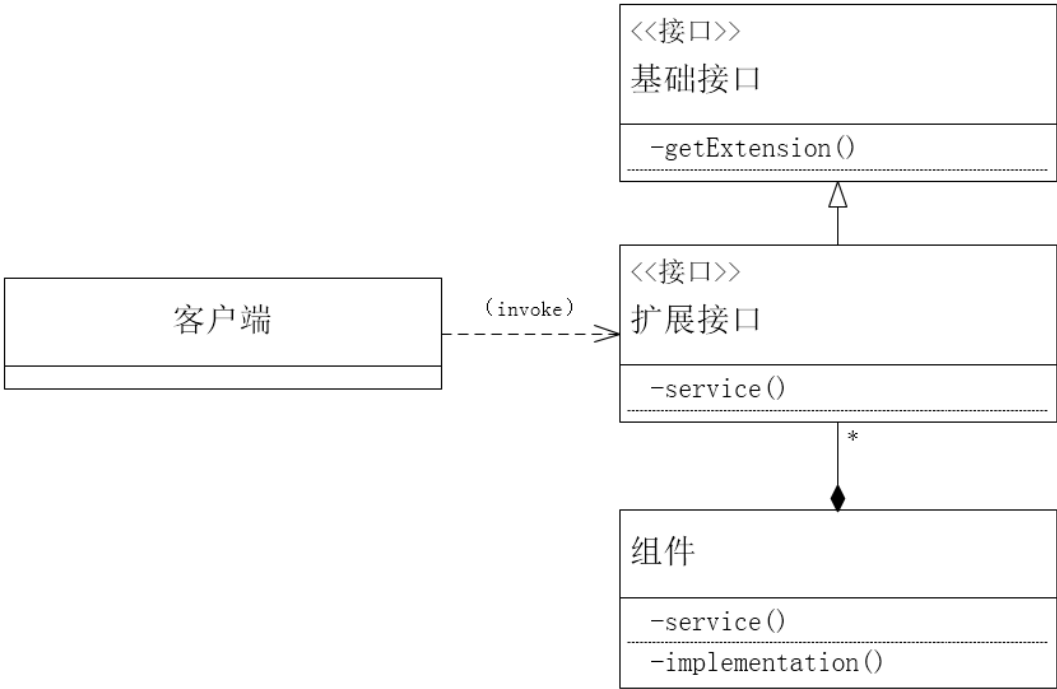 <<接口>>
基础接口
-getExtension()
客户端
(invoke)
<<接口>>
扩展接口
-service()
*
组件
-service()
-implementation()